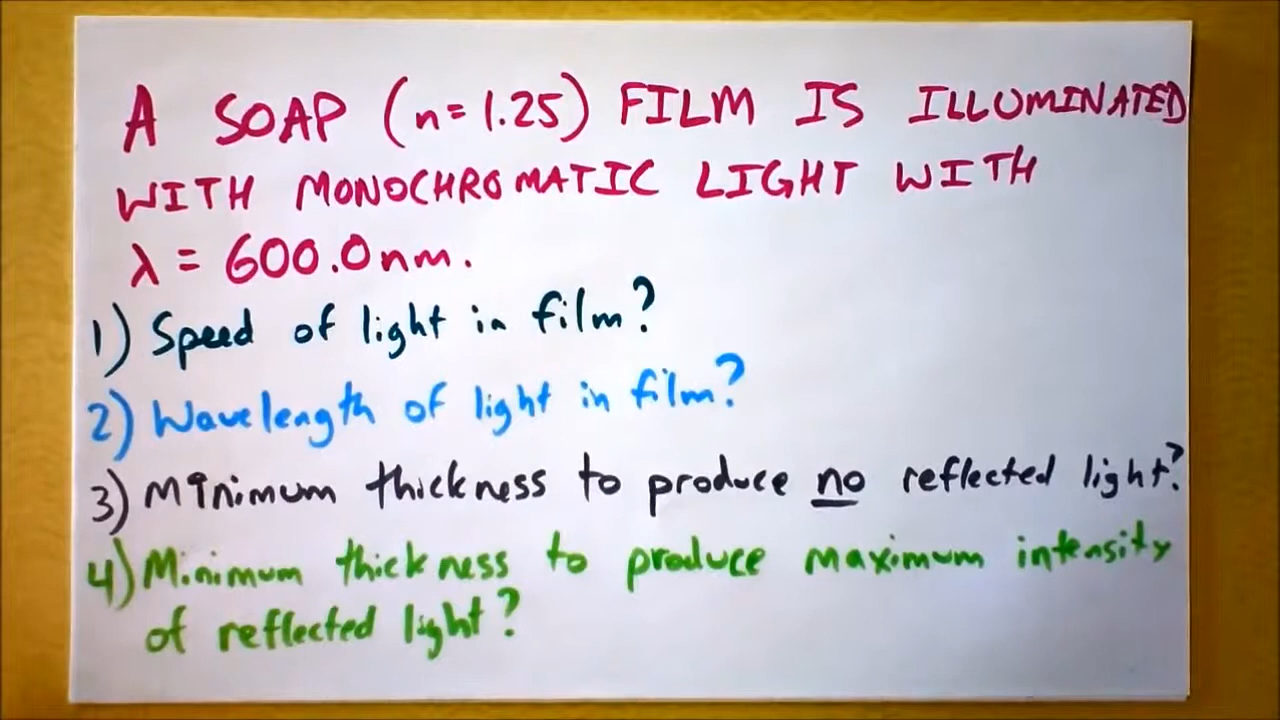 A SOAP (n=1.25) FILM IS ILLUMINATED
WITH MONOCHROMATIC LIGHT WITH
λ = 600.0nm.
1) Speed of light in film?
2) Wavelength of light in film?
3) Minimum thickness to produce no reflected light?
4) Minimum thickness to produce maximum intensity
of reflected light?